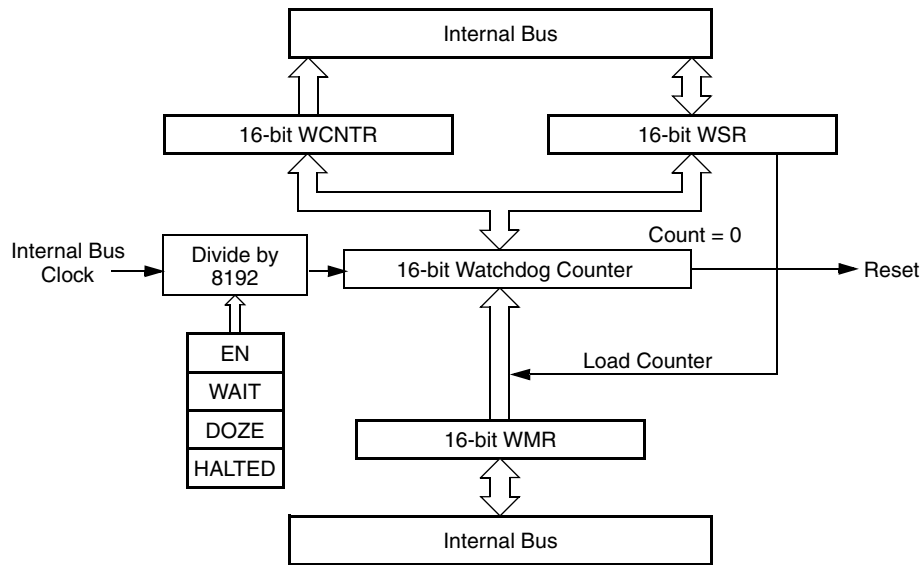 Internal Bus
16-bit WCNTR
16-bit WSR
Count = 0
Internal Bus
Clock
Divide by
8192
16-bit Watchdog Counter
Reset
EN
WAIT
DOZE
HALTED
Load Counter
16-bit WMR
Internal Bus